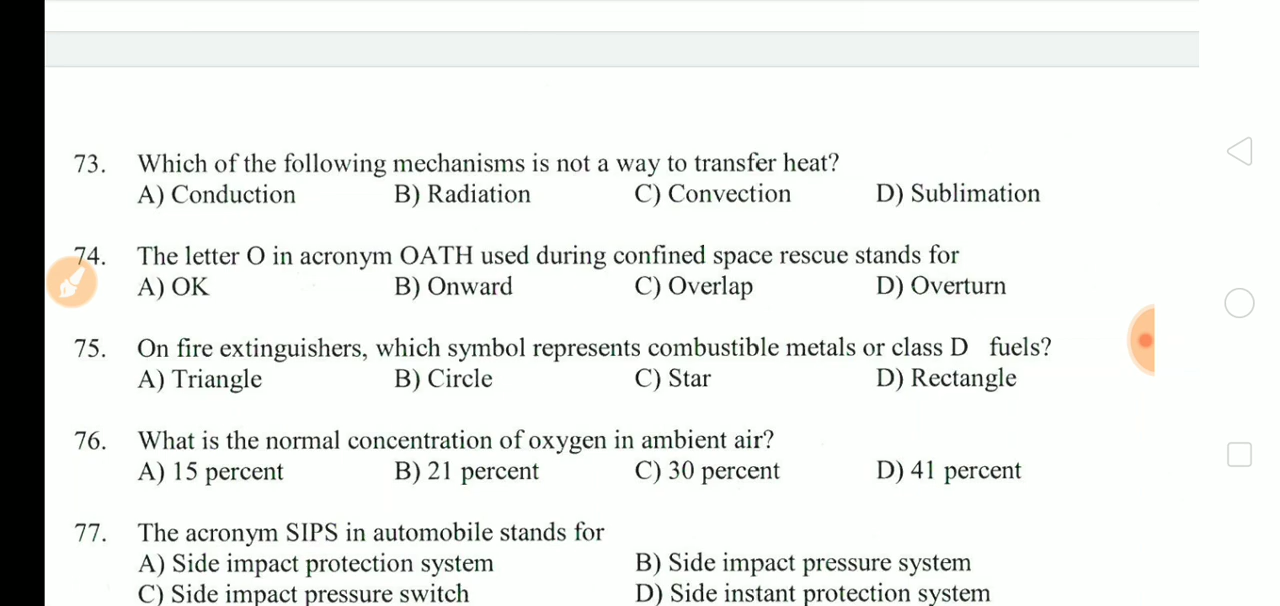 73. Which of the following mechanisms is not a way to transfer heat?
A) Conduction B) Radiation C) Convection D) Sublimation
74. The letter O in acronym OATH used during confined space rescue stands for
A) OK B) Onward C) Overlap D) Overturn
75. On fire extinguishers, which symbol represents combustible metals or class D fuels?
A) Triangle B) Circle C) Star D) Rectangle
76. What is the normal concentration of oxygen in ambient air?
A) 15 percent B) 21 percent C) 30 percent D) 41 percent
77. The acronym SIPS in automobile stands for
A) Side impact protection system B) Side impact pressure system
C) Side impact pressure switch D) Side instant protection system